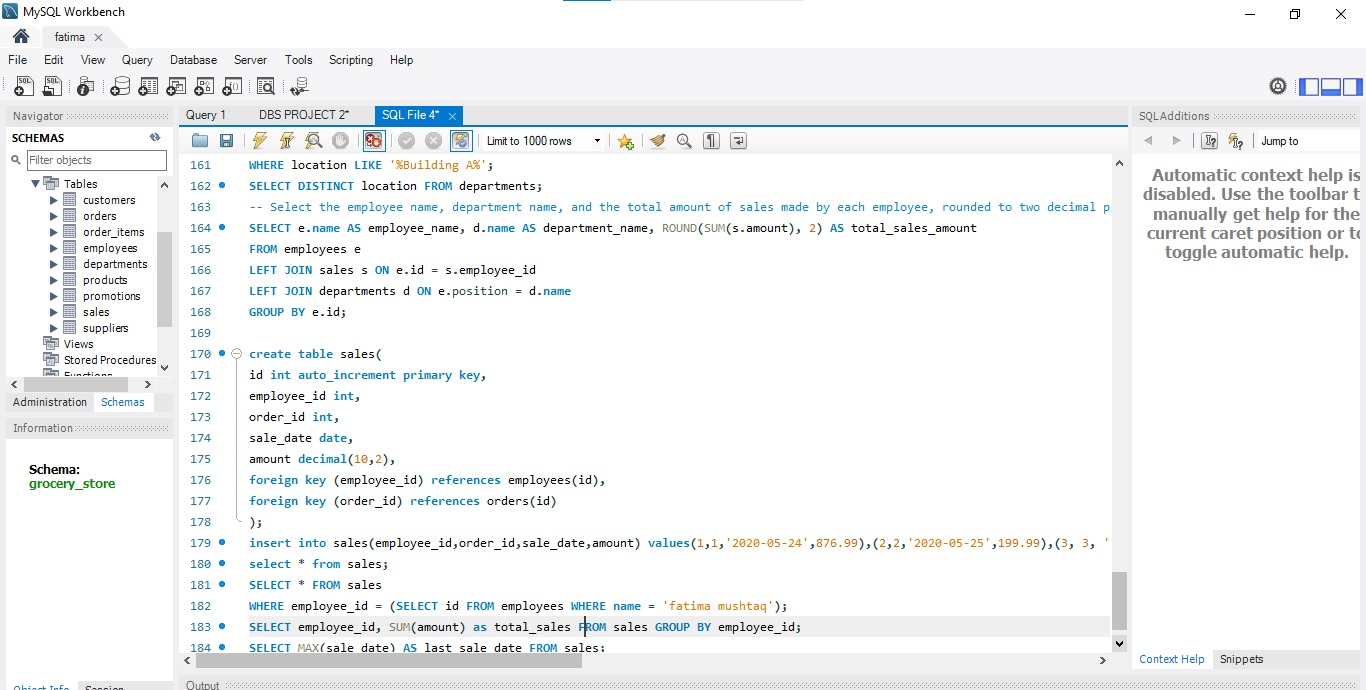 MySQL Workbench
fatima
File Edit View Query Database Server Tools Scripting Help
Navigator
SCHEMAS
Filter objects
Tables
customers
orders
order_items
employees
departments
products
promotions
sales
suppliers
Views
Stored Procedures
Functions
Administration Schemas
Information
Schema:
grocery_store
Object Info Session
Query 1 DBS PROJECT 2* SQL File 4*
Limit to 1000 rows
161 WHERE location LIKE '%Building A%';
162 SELECT DISTINCT location FROM departments;
163 -- Select the employee name, department name, and the total amount of sales made by each employee, rounded to two decimal p
164 SELECT e.name AS employee_name, d.name AS department_name, ROUND(SUM(s.amount), 2) AS total_sales_amount
165 FROM employees e
166 LEFT JOIN sales s ON e.id = s.employee_id
167 LEFT JOIN departments d ON e.position = d.name
168 GROUP BY e.id;
169
170 create table sales(
171 id int auto_increment primary key,
172 employee_id int,
173 order_id int,
174 sale_date date,
175 amount decimal(10,2),
176 foreign key (employee_id) references employees(id),
177 foreign key (order_id) references orders(id)
178 );
179 insert into sales(employee_id,order_id,sale_date,amount) values(1,1,'2020-05-24',876.99),(2,2,'2020-05-25',199.99),(3, 3, '
180 select * from sales;
181 SELECT * FROM sales
182 WHERE employee_id = (SELECT id FROM employees WHERE name = 'fatima mushtaq');
183 SELECT employee_id, SUM(amount) as total_sales FROM sales GROUP BY employee_id;
184 SELECT MAX(sale_date) AS last_sale_date FROM sales;
Output
SQLAdditions
Jump to
Automatic context help is
disabled. Use the toolbar t
manually get help for the
current caret position or to
toggle automatic help.
Context Help Snippets